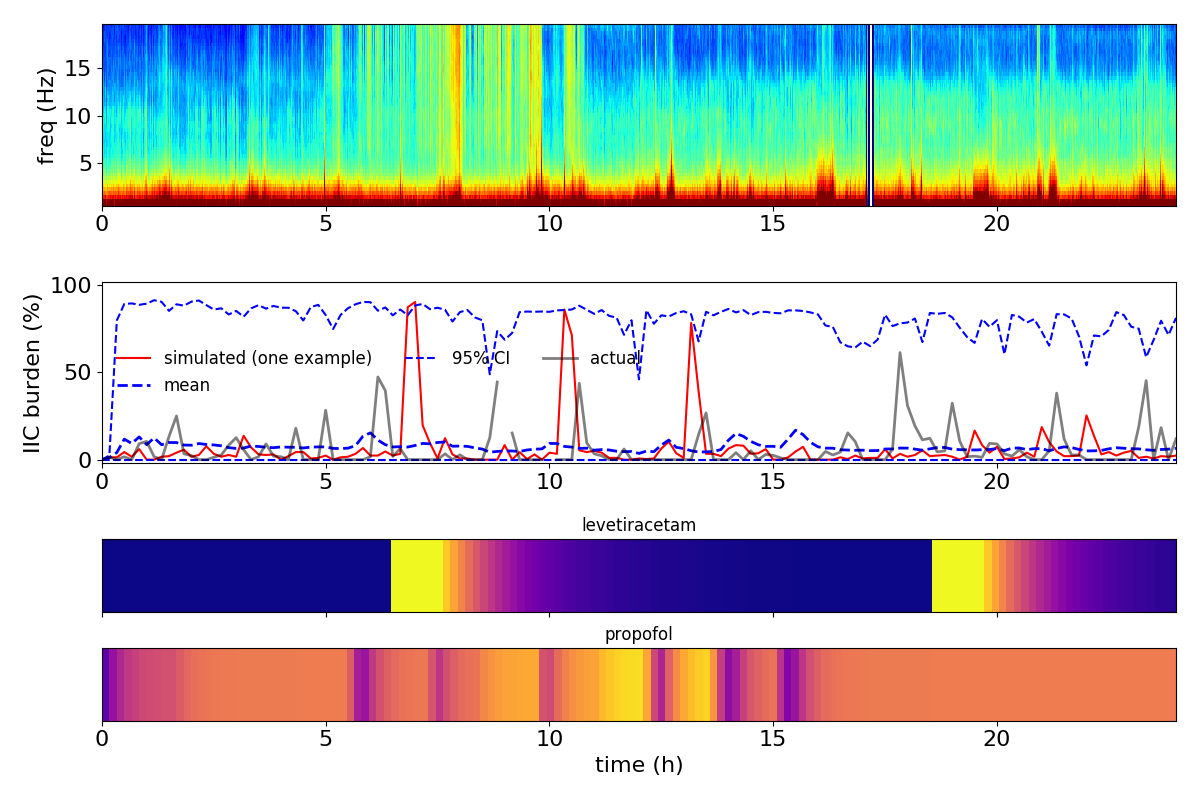 freq (Hz)
15
10
5
0 5 10 15 20
IIC burden (%)
100
50
0
simulated (one example) 95% CI actual
mean
0 5 10 15 20
levetiracetam
propofol
0 5 10 15 20
time (h)